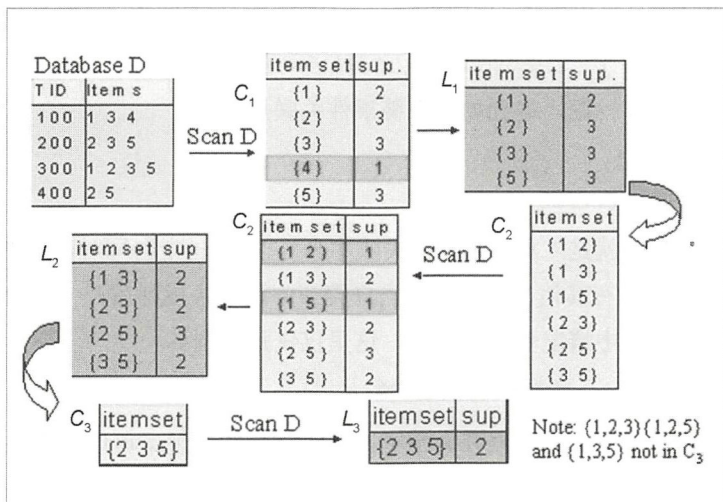 Database D
TID Items
100 1 3 4
200 2 3 5
300 1 2 3 5
400 2 5
Scan D
C1
itemset sup.
{1} 2
{2} 3
{3} 3
{4} 1
{5} 3
L1
itemset sup.
{1} 2
{2} 3
{3} 3
{5} 3
C2
itemset
{1 2}
{1 3}
{1 5}
{2 3}
{2 5}
{3 5}
Scan D
C2
itemset sup
{1 2} 1
{1 3} 2
{1 5} 1
{2 3} 2
{2 5} 3
{3 5} 2
L2
itemset sup
{1 3} 2
{2 3} 2
{2 5} 3
{3 5} 2
C3
itemset
{2 3 5}
Scan D
L3
itemset sup
{2 3 5} 2
Note: {1,2,3}{1,2,5}
and {1,3,5} not in C3